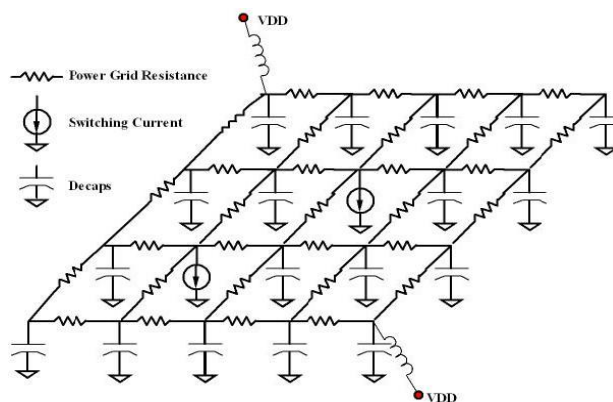 VDD
Power Grid Resistance
Switching Current
Decaps
VDD